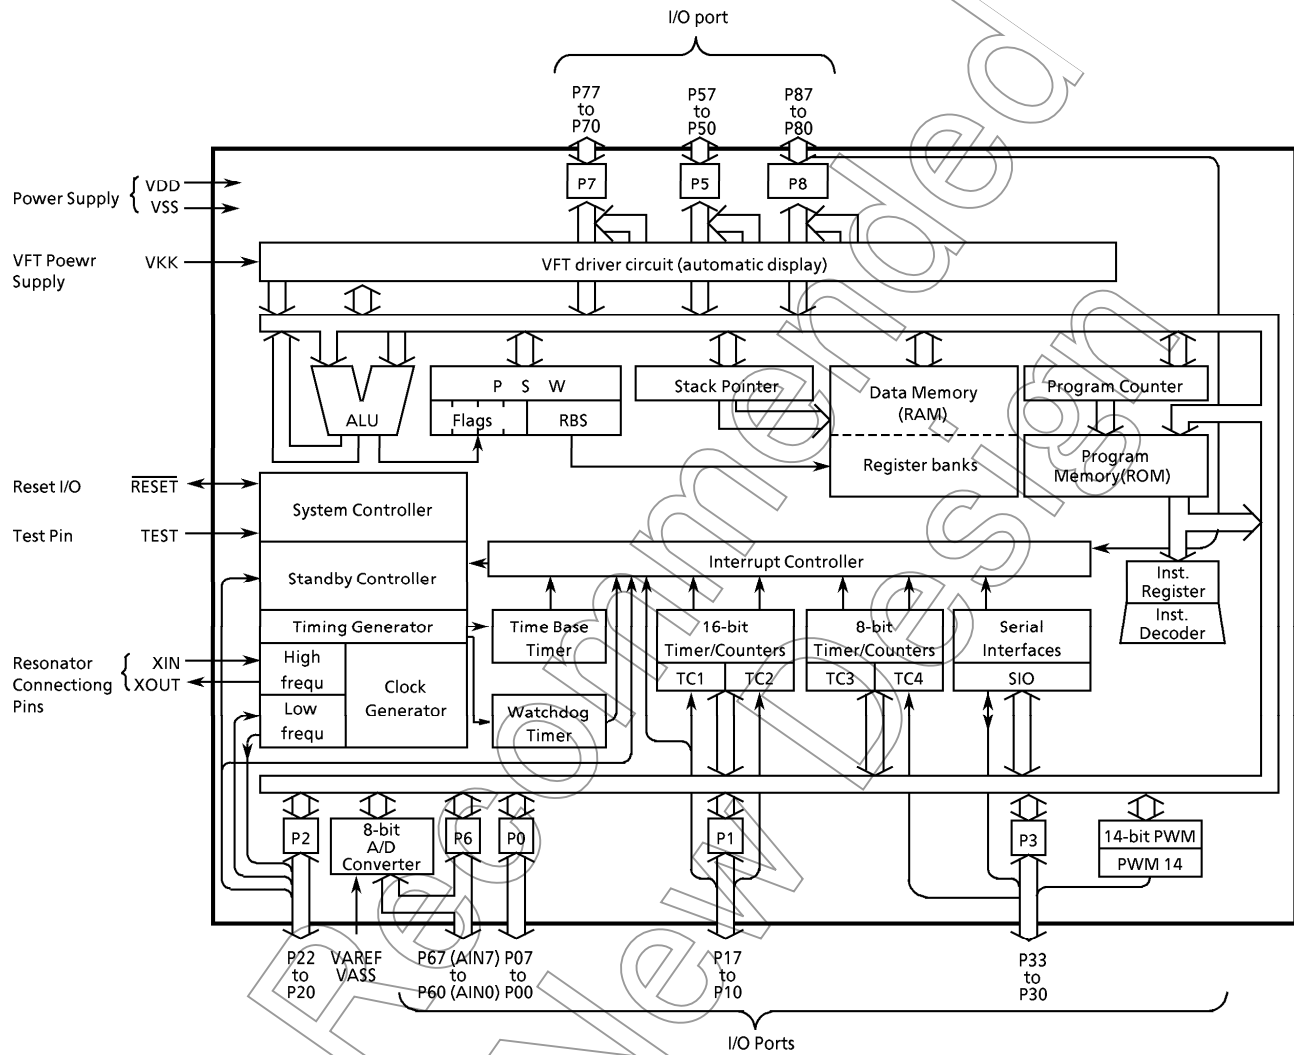 I/O port
P77
to
P70
P57
to
P50
P87
to
P80
P7
P5
P8
Power Supply
VDD
VSS
VFT Poewr
Supply
VKK
VFT driver circuit (automatic display)
ALU
P S W
Flags
RBS
Stack Pointer
Data Memory
(RAM)
Register banks
Program Counter
Program
Memory(ROM)
Reset I/O
RESET
Test Pin
TEST
System Controller
Standby Controller
Timing Generator
High
frequ
Low
frequ
Clock
Generator
Resonator
Connectiong
Pins
XIN
XOUT
Interrupt Controller
Inst.
Register
Inst.
Decoder
Time Base
Timer
Watchdog
Timer
16-bit
Timer/Counters
TC1
TC2
8-bit
Timer/Counters
TC3
TC4
Serial
Interfaces
SIO
P2
8-bit
A/D
Converter
P6
P0
P1
P3
14-bit PWM
PWM 14
P22
to
P20
VAREF
VASS
P67 (AIN7)
to
P60 (AIN0)
P07
to
P00
P17
to
P10
P33
to
P30
I/O Ports
Recommended
New Design